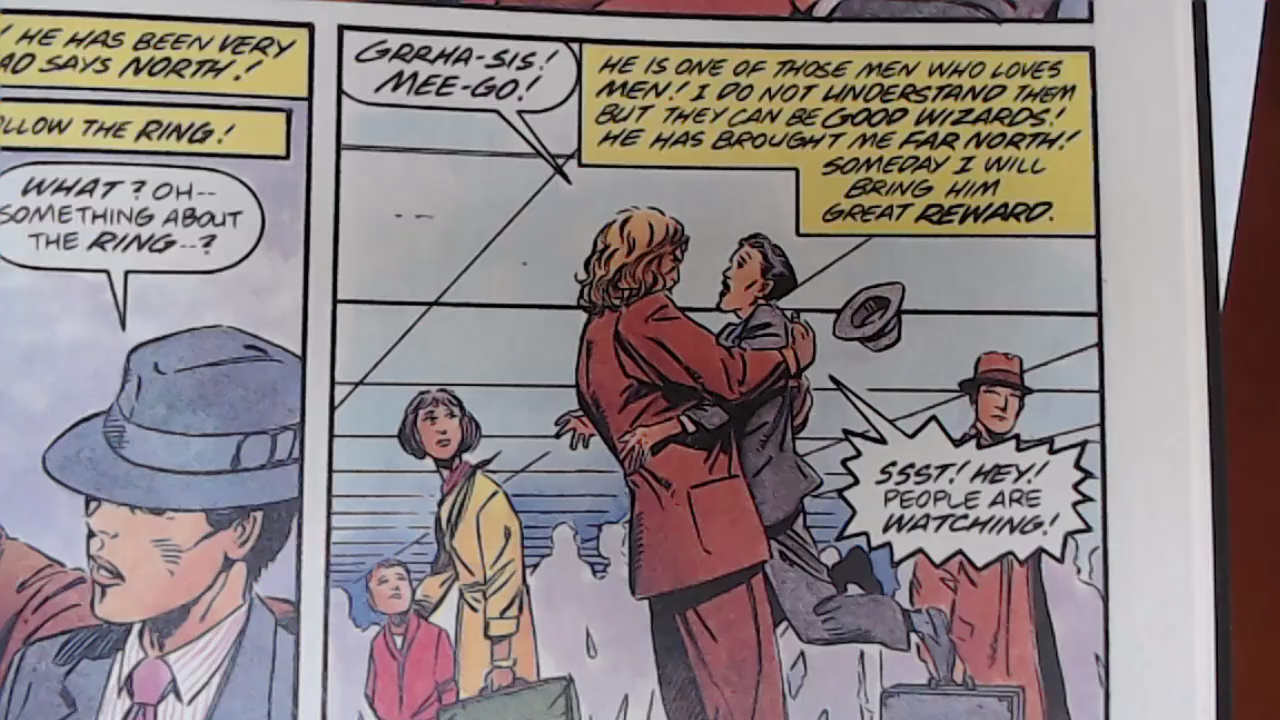 ! HE HAS BEEN VERY
SAYS NORTH!
THE RING!
WHAT? OH--
SOMETHING ABOUT
THE RING--?
GRRHA-SIS!
MEE-GO!
HE IS ONE OF THOSE MEN WHO LOVES
MEN! I DO NOT UNDERSTAND THEM
BUT THEY CAN BE GOOD WIZARDS!
HE HAS BROUGHT ME FAR NORTH!
SOMEDAY I WILL
BRING HIM
GREAT REWARD.
SSST! HEY!
PEOPLE ARE
WATCHING!